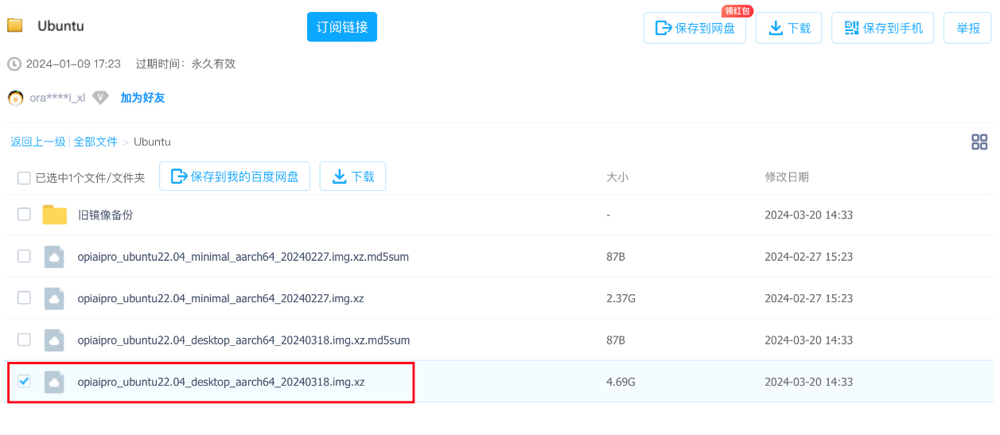 Ubuntu
订阅链接
领红包
保存到网盘
下载
保存到手机
举报
2024-01-09 17:23 过期时间：永久有效
ora****i_xl V 加为好友
返回上一级 | 全部文件 > Ubuntu
已选中1个文件/文件夹 保存到我的百度网盘 下载 大小 修改日期
旧镜像备份 - 2024-03-20 14:33
opiaipro_ubuntu22.04_minimal_aarch64_20240227.img.xz.md5sum 87B 2024-02-27 15:23
opiaipro_ubuntu22.04_minimal_aarch64_20240227.img.xz 2.37G 2024-02-27 15:23
opiaipro_ubuntu22.04_desktop_aarch64_20240318.img.xz.md5sum 87B 2024-03-20 14:33
opiaipro_ubuntu22.04_desktop_aarch64_20240318.img.xz 4.69G 2024-03-20 14:33